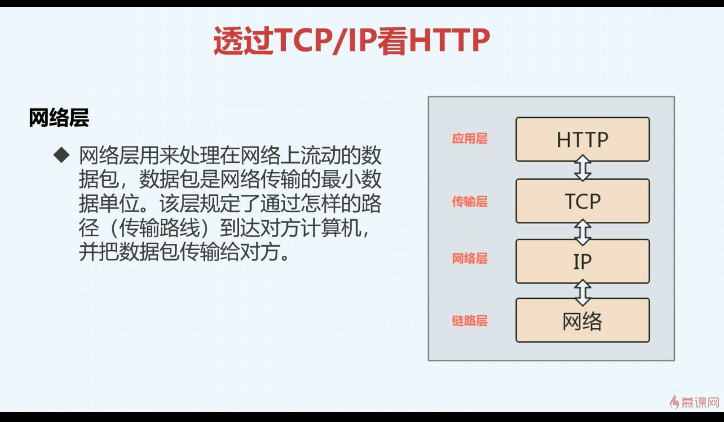 透过TCP/IP看HTTP
网络层
网络层用来处理在网络上流动的数
据包，数据包是网络传输的最小数
据单位。该层规定了通过怎样的路
径（传输路线）到达对方计算机，
并把数据包传输给对方。
应用层 HTTP
传输层 TCP
网络层 IP
链路层 网络
慕课网